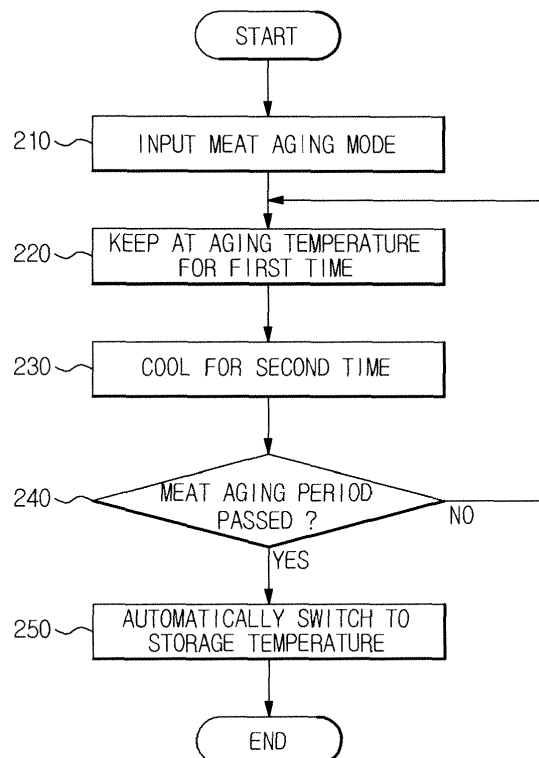 START
210
INPUT MEAT AGING MODE
220
KEEP AT AGING TEMPERATURE
FOR FIRST TIME
230
COOL FOR SECOND TIME
240
MEAT AGING PERIOD
PASSED ?
NO
YES
250
AUTOMATICALLY SWITCH TO
STORAGE TEMPERATURE
END